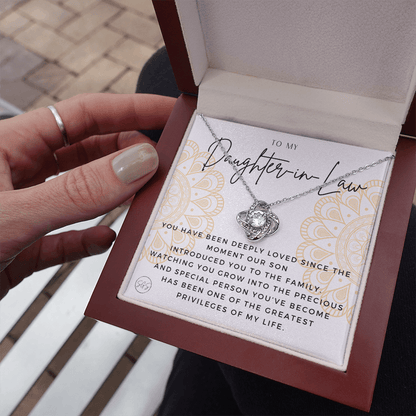 TO MY
Daughter-in-Law
YOU HAVE BEEN DEEPLY LOVED SINCE THE
MOMENT OUR SON
INTRODUCED YOU TO THE FAMILY.
WATCHING YOU GROW INTO THE PRECIOUS
AND SPECIAL PERSON YOU'VE BECOME
HAS BEEN ONE OF THE GREATEST
PRIVILEGES OF MY LIFE.